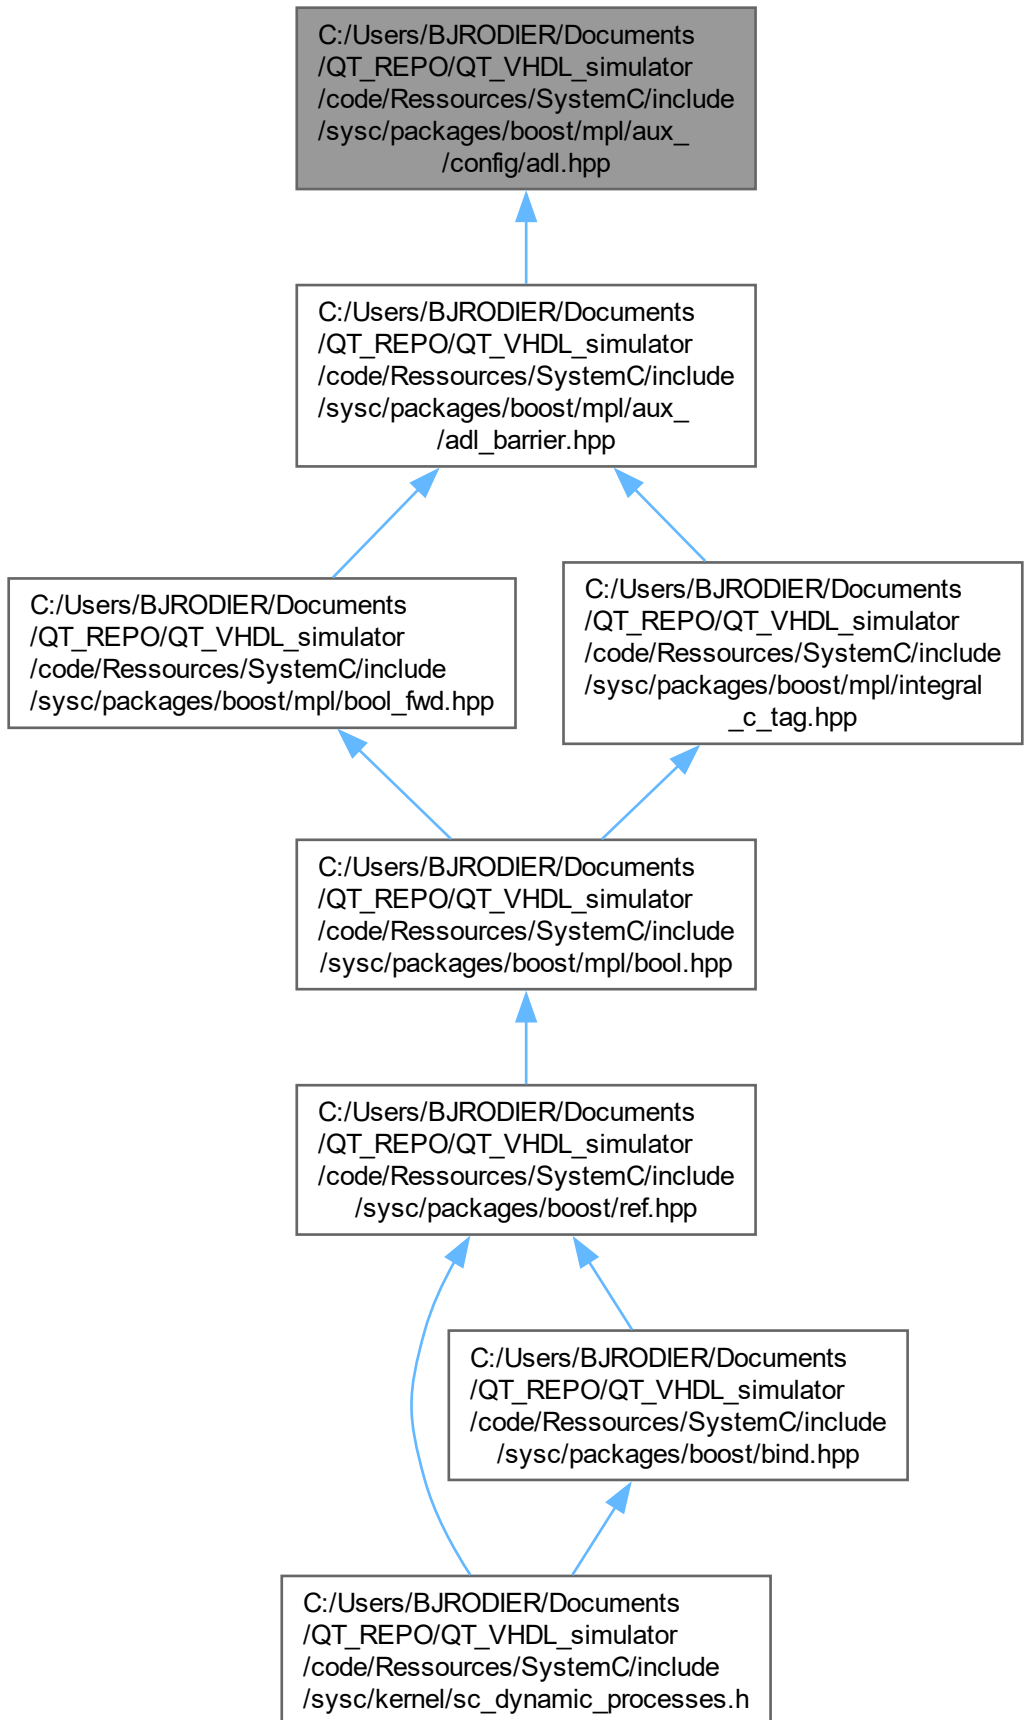 C:/Users/BJRODIER/Documents
/QT_REPO/QT_VHDL_simulator
/code/Ressources/SystemC/include
/sysc/packages/boost/mpl/aux_
/config/adl.hpp
C:/Users/BJRODIER/Documents
/QT_REPO/QT_VHDL_simulator
/code/Ressources/SystemC/include
/sysc/packages/boost/mpl/aux_
/adl_barrier.hpp
C:/Users/BJRODIER/Documents
/QT_REPO/QT_VHDL_simulator
/code/Ressources/SystemC/include
/sysc/packages/boost/mpl/bool_fwd.hpp
C:/Users/BJRODIER/Documents
/QT_REPO/QT_VHDL_simulator
/code/Ressources/SystemC/include
/sysc/packages/boost/mpl/integral
_c_tag.hpp
C:/Users/BJRODIER/Documents
/QT_REPO/QT_VHDL_simulator
/code/Ressources/SystemC/include
/sysc/packages/boost/mpl/bool.hpp
C:/Users/BJRODIER/Documents
/QT_REPO/QT_VHDL_simulator
/code/Ressources/SystemC/include
/sysc/packages/boost/ref.hpp
C:/Users/BJRODIER/Documents
/QT_REPO/QT_VHDL_simulator
/code/Ressources/SystemC/include
/sysc/packages/boost/bind.hpp
C:/Users/BJRODIER/Documents
/QT_REPO/QT_VHDL_simulator
/code/Ressources/SystemC/include
/sysc/kernel/sc_dynamic_processes.h